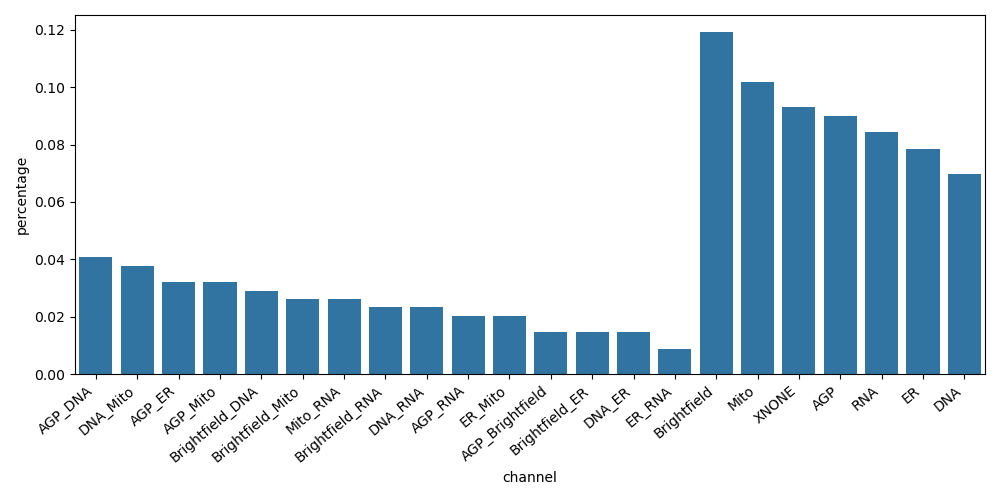 0.12
0.10
0.08
0.06
0.04
0.02
0.00
percentage
AGP_DNA
DNA_Mito
AGP_ER
AGP_Mito
Brightfield_DNA
Brightfield_Mito
Mito_RNA
Brightfield_RNA
DNA_RNA
AGP_RNA
ER_Mito
AGP_Brightfield
Brightfield_ER
DNA_ER
ER_RNA
Brightfield
Mito
XNONE
AGP
RNA
ER
DNA
channel